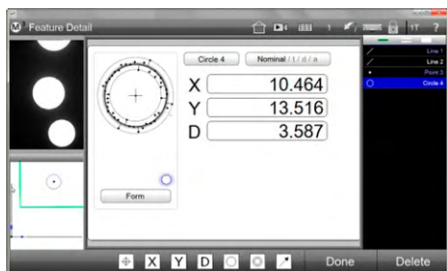 Feature Detail
1T ?
Circle 4
Nominal / t / d / a
X 10.464
Y 13.516
D 3.587
Form
Line 1
Line 2
Point 3
Circle 4
X Y D
Done
Delete